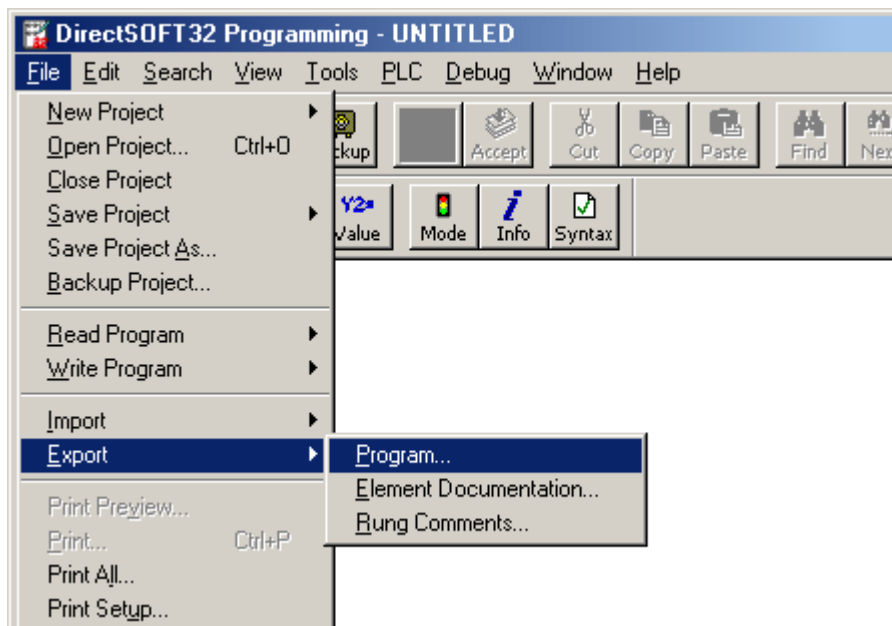 DirectSOFT32 Programming - UNTITLED
File Edit Search View Tools PLC Debug Window Help
New Project
Open Project... Ctrl+O
Close Project
Save Project
Save Project As...
Backup Project...
Read Program
Write Program
Import
Export
Print Preview...
Print... Ctrl+P
Print All...
Print Setup...
ckup Accept Cut Copy Paste Find Nex
Y2=
Value Mode Info Syntax
Program...
Element Documentation...
Rung Comments...